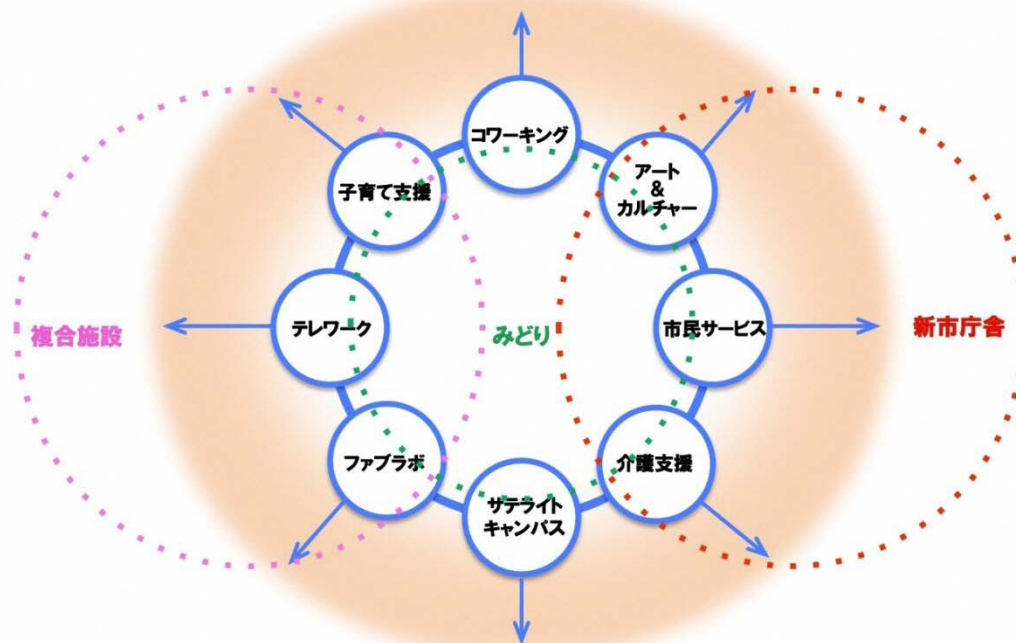 コワーキング
子育て支援
アート
&
カルチャー
テレワーク
市民サービス
複合施設
みどり
新市庁舎
ファブラボ
介護支援
サテライト
キャンパス